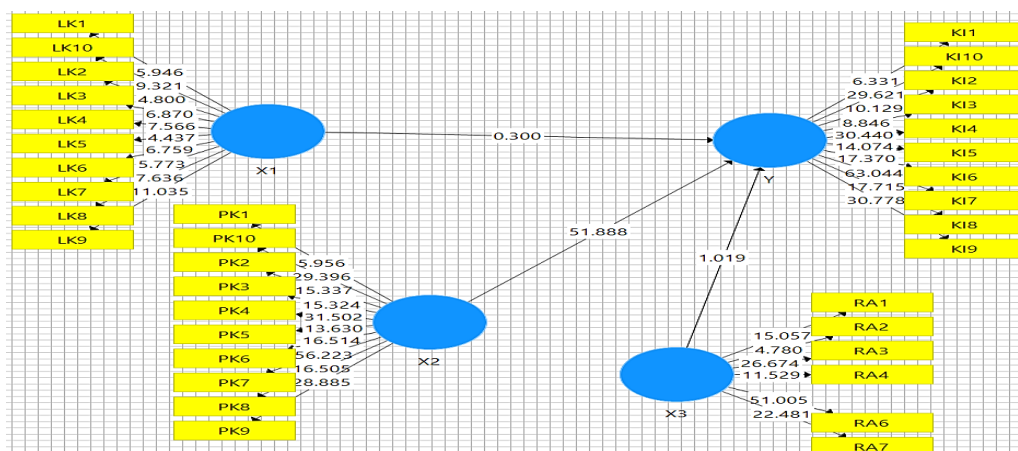 LK1
LK10
LK2
LK3
LK4
LK5
LK6
LK7
LK8
LK9
5.946
9.321
4.800
6.870
7.566
4.437
6.759
5.773
7.636
11.035
X1
0.300
PK1
PK10
PK2
PK3
PK4
PK5
PK6
PK7
PK8
PK9
5.956
29.396
15.337
15.324
31.502
13.630
16.514
56.223
16.505
28.885
X2
51.888
Y
6.331
29.621
10.129
8.846
30.440
14.074
17.370
63.044
17.715
30.778
KI1
KI10
KI2
KI3
KI4
KI5
KI6
KI7
KI8
KI9
1.019
X3
15.057
4.780
26.674
11.529
51.005
22.481
RA1
RA2
RA3
RA4
RA6
RA7